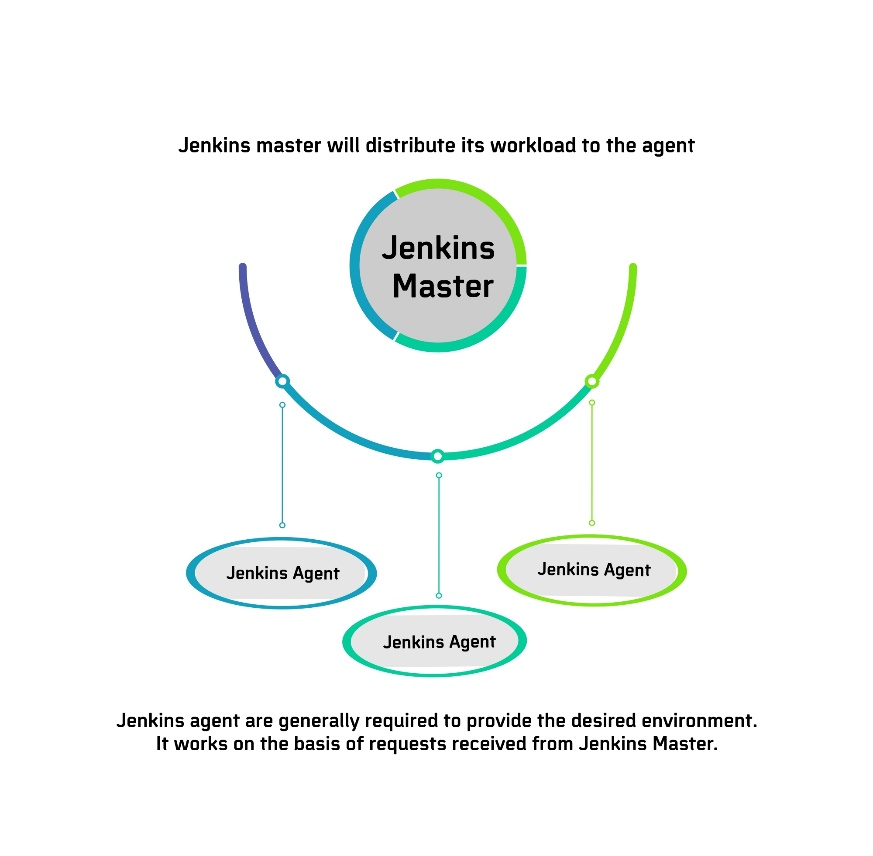 Jenkins master will distribute its workload to the agent
Jenkins
Master
Jenkins Agent
Jenkins Agent
Jenkins Agent
Jenkins agent are generally required to provide the desired environment.
It works on the basis of requests received from Jenkins Master.